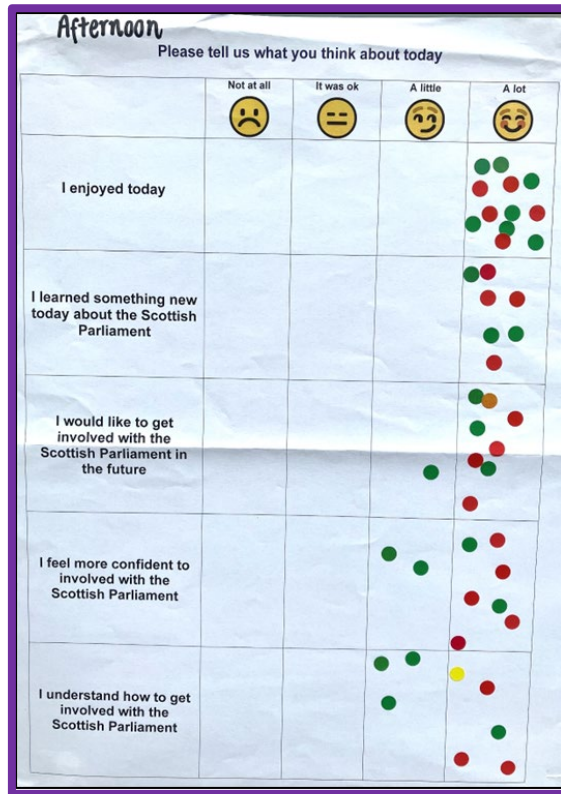 Afternoon
Please tell us what you think about today
Not at all
It was ok
A little
A lot
I enjoyed today
I learned something new
today about the Scottish
Parliament
I would like to get
involved with the
Scottish Parliament in
the future
I feel more confident to
involved with the
Scottish Parliament
I understand how to get
involved with the
Scottish Parliament